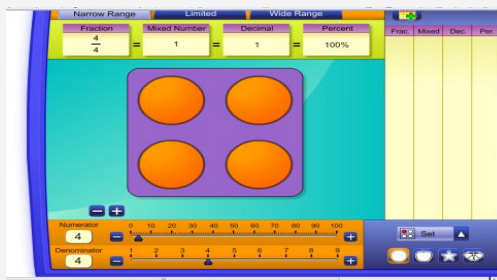 Narrow Range Limited Wide Range
Fraction Mixed Number Decimal Percent
4
4 = 1 = 1 = 100%
Frac. Mixed Dec. Per.
Numerator
4
0 10 20 30 40 50 60 70 80 90 100
Denominator
4
1 2 3 4 5 6 7 8 9
Set